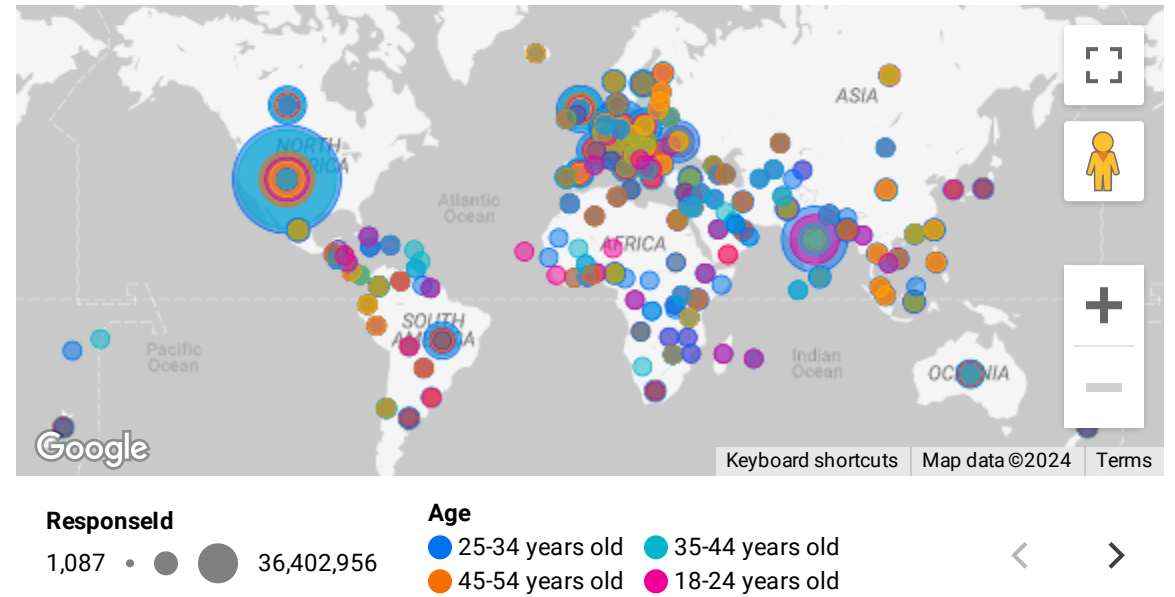 ASIA
NORTH
AMERICA
Atlantic
Ocean
AFRICA
SOUTH
AMERICA
Pacific
Ocean
Indian
Ocean
OCEANIA
Google
Keyboard shortcuts
Map data ©2024
Terms
ResponseId
1,087
36,402,956
Age
25-34 years old
35-44 years old
45-54 years old
18-24 years old